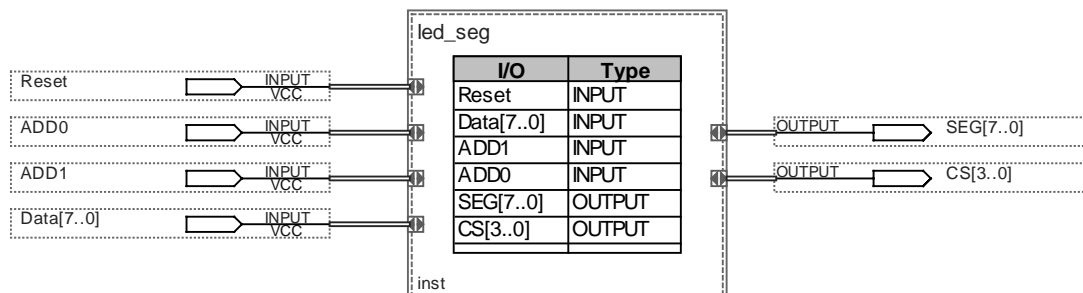 led_seg
I/O Type
Reset INPUT
Data[7..0] INPUT
ADD1 INPUT
ADD0 INPUT
SEG[7..0] OUTPUT
CS[3..0] OUTPUT
inst
Reset INPUT
VCC
ADD0 INPUT
VCC
ADD1 INPUT
VCC
Data[7..0] INPUT
VCC
OUTPUT SEG[7..0]
OUTPUT CS[3..0]